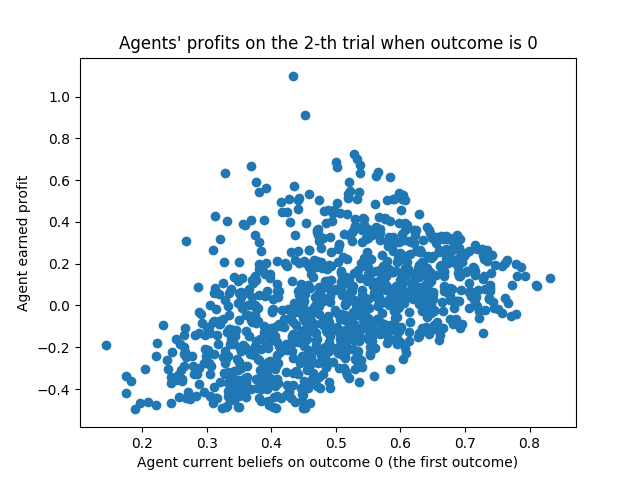 Agents' profits on the 2-th trial when outcome is 0
1.0
0.8
0.6
0.4
0.2
0.0
−0.2
−0.4
Agent earned profit
0.2 0.3 0.4 0.5 0.6 0.7 0.8
Agent current beliefs on outcome 0 (the first outcome)